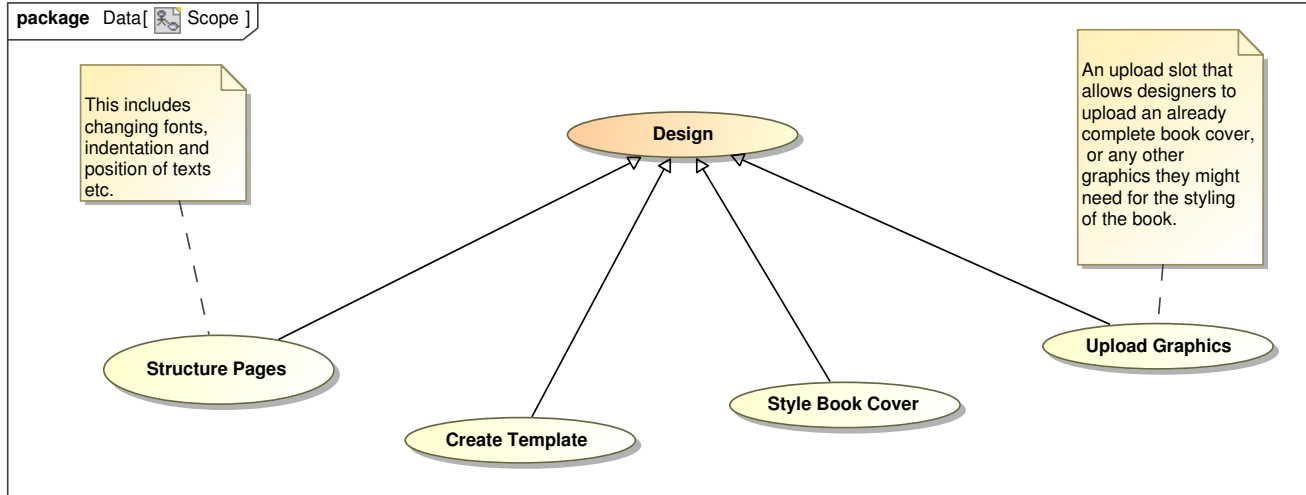 package Data[ Scope ]
This includes
changing fonts,
indentation and
position of texts
etc.
Design
An upload slot that
allows designers to
upload an already
complete book cover,
or any other
graphics they might
need for the styling
of the book.
Structure Pages
Create Template
Style Book Cover
Upload Graphics